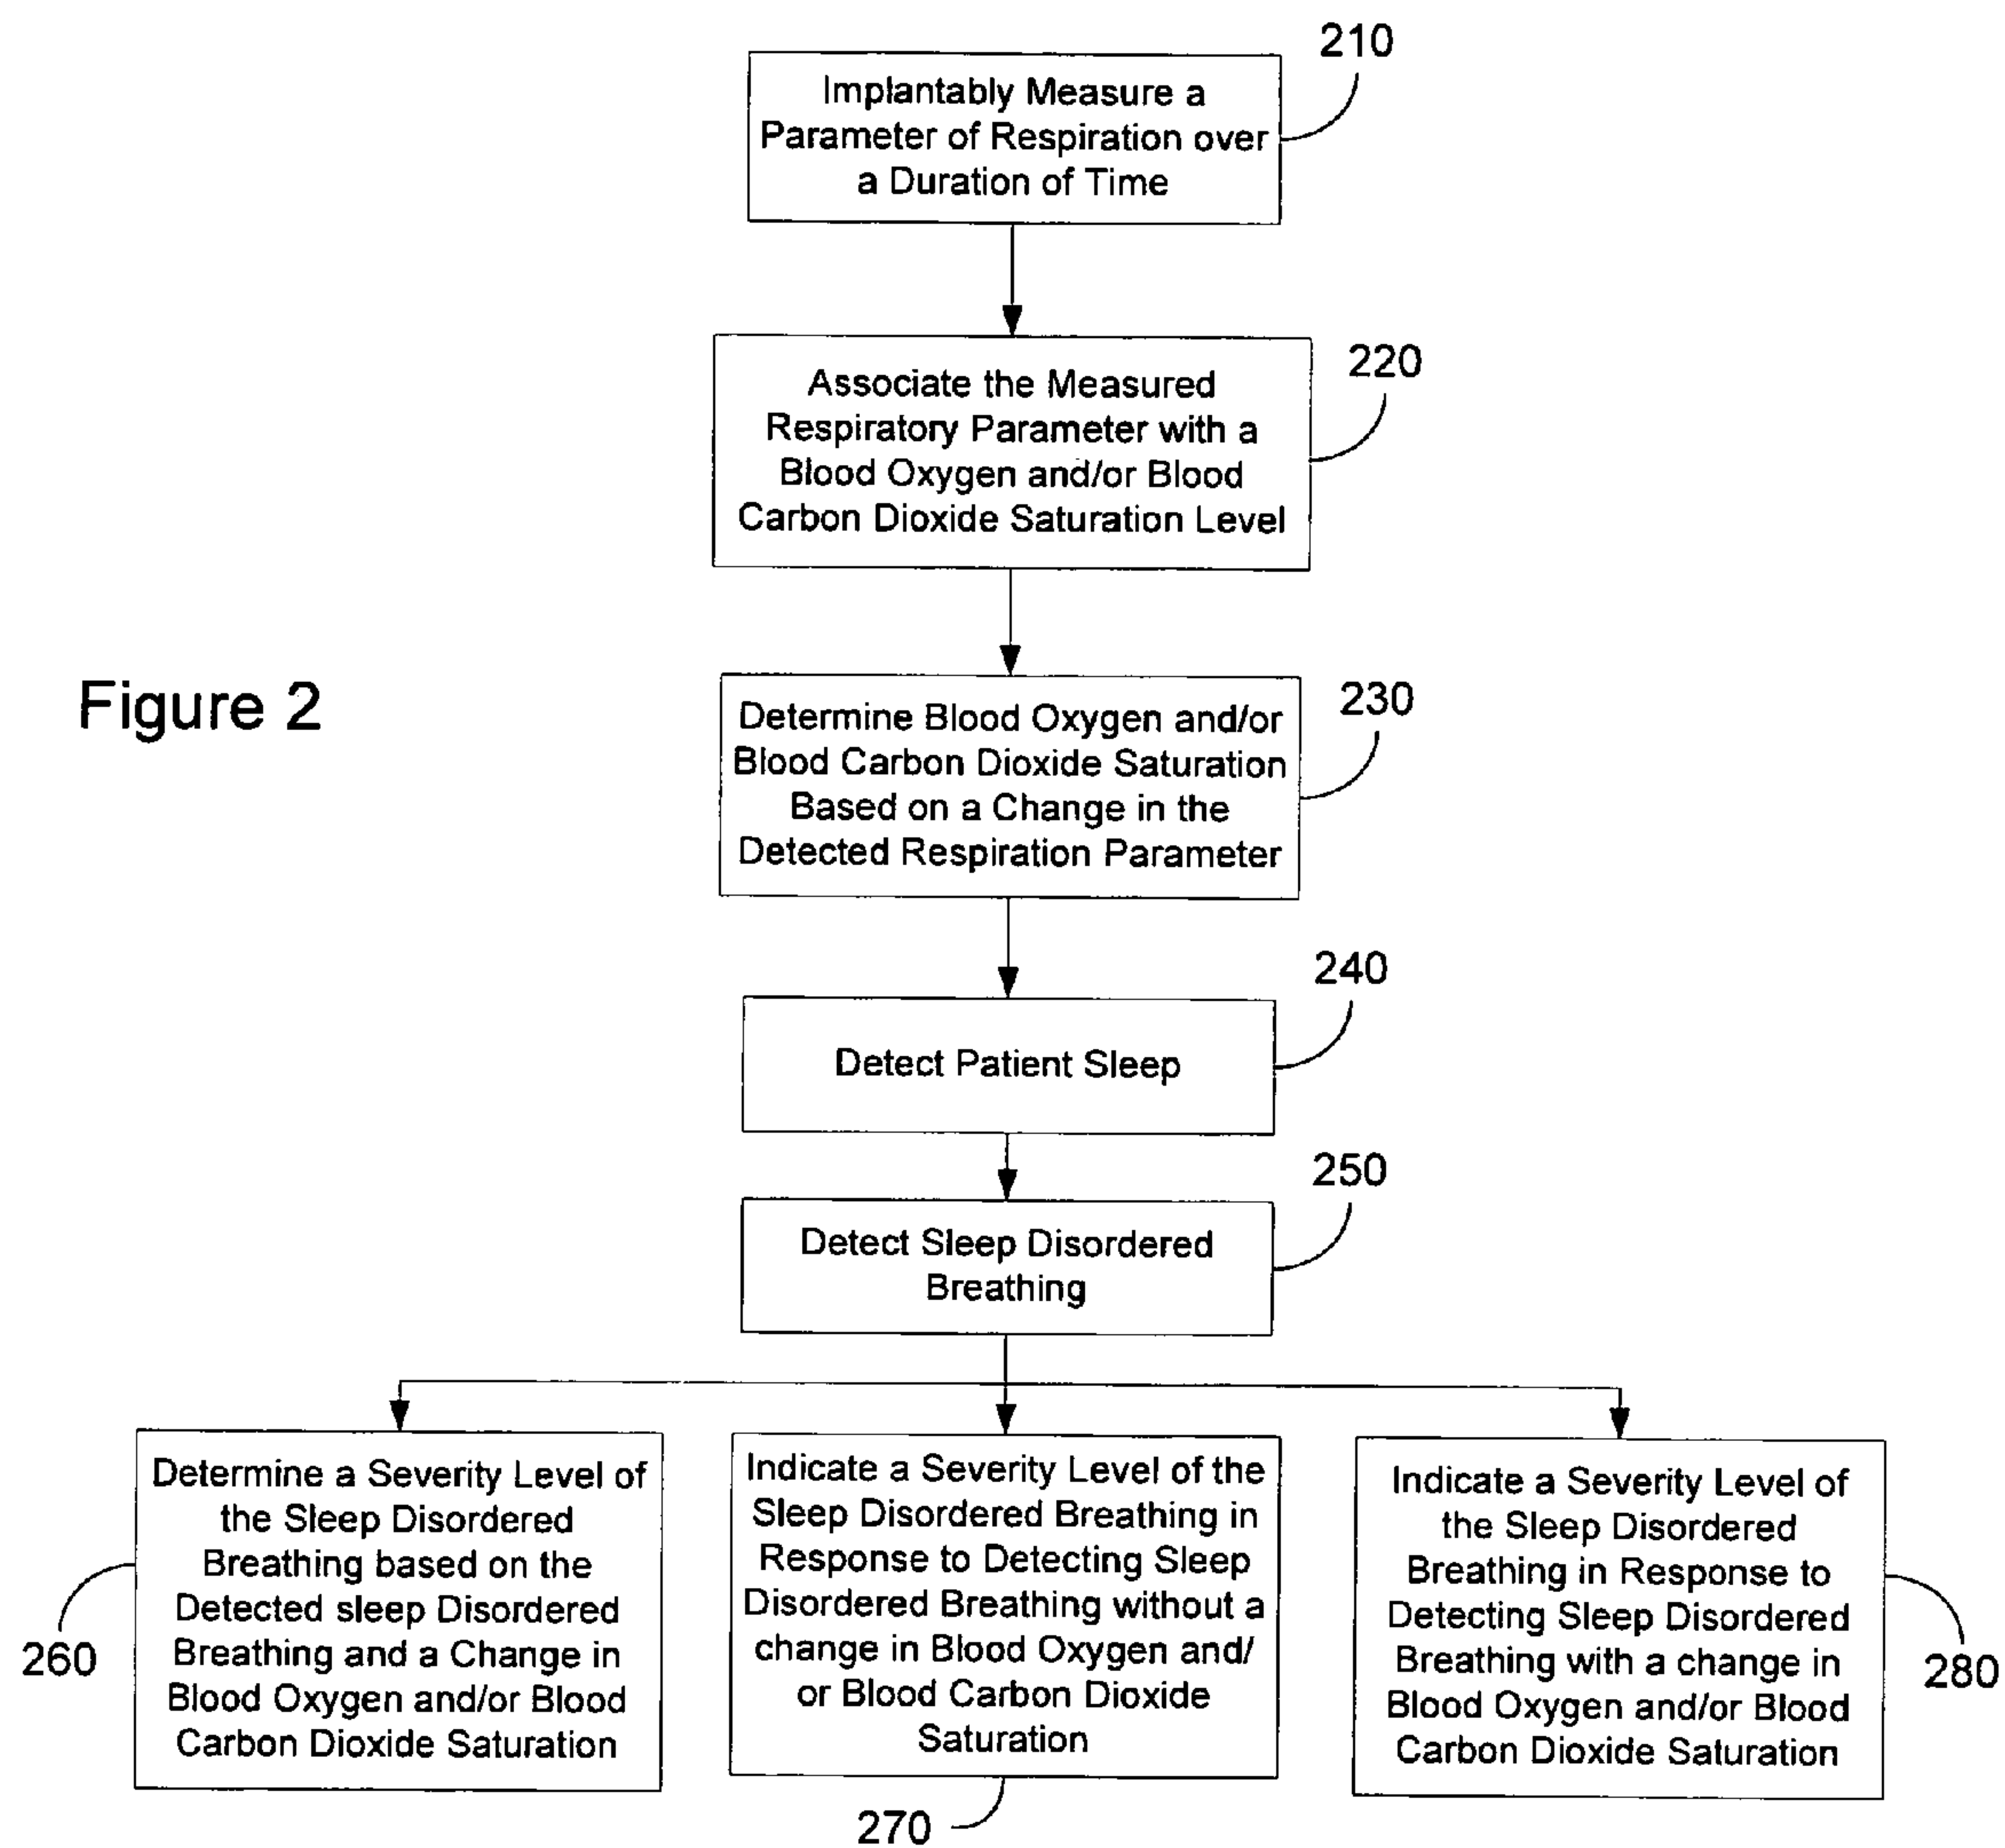 210
Implantably Measure a
Parameter of Respiration over
a Duration of Time
220
Associate the Measured
Respiratory Parameter with a
Blood Oxygen and/or Blood
Carbon Dioxide Saturation Level
Figure 2
230
Determine Blood Oxygen and/or
Blood Carbon Dioxide Saturation
Based on a Change in the
Detected Respiration Parameter
240
Detect Patient Sleep
250
Detect Sleep Disordered
Breathing
Determine a Severity Level of
the Sleep Disordered
Breathing based on the
Detected sleep Disordered
Breathing and a Change in
Blood Oxygen and/or Blood
Carbon Dioxide Saturation
260
Indicate a Severity Level of the
Sleep Disordered Breathing in
Response to Detecting Sleep
Disordered Breathing without a
change in Blood Oxygen and/
or Blood Carbon Dioxide
Saturation
270
Indicate a Severity Level of
the Sleep Disordered
Breathing in Response to
Detecting Sleep Disordered
Breathing with a change in
Blood Oxygen and/or Blood
Carbon Dioxide Saturation
280